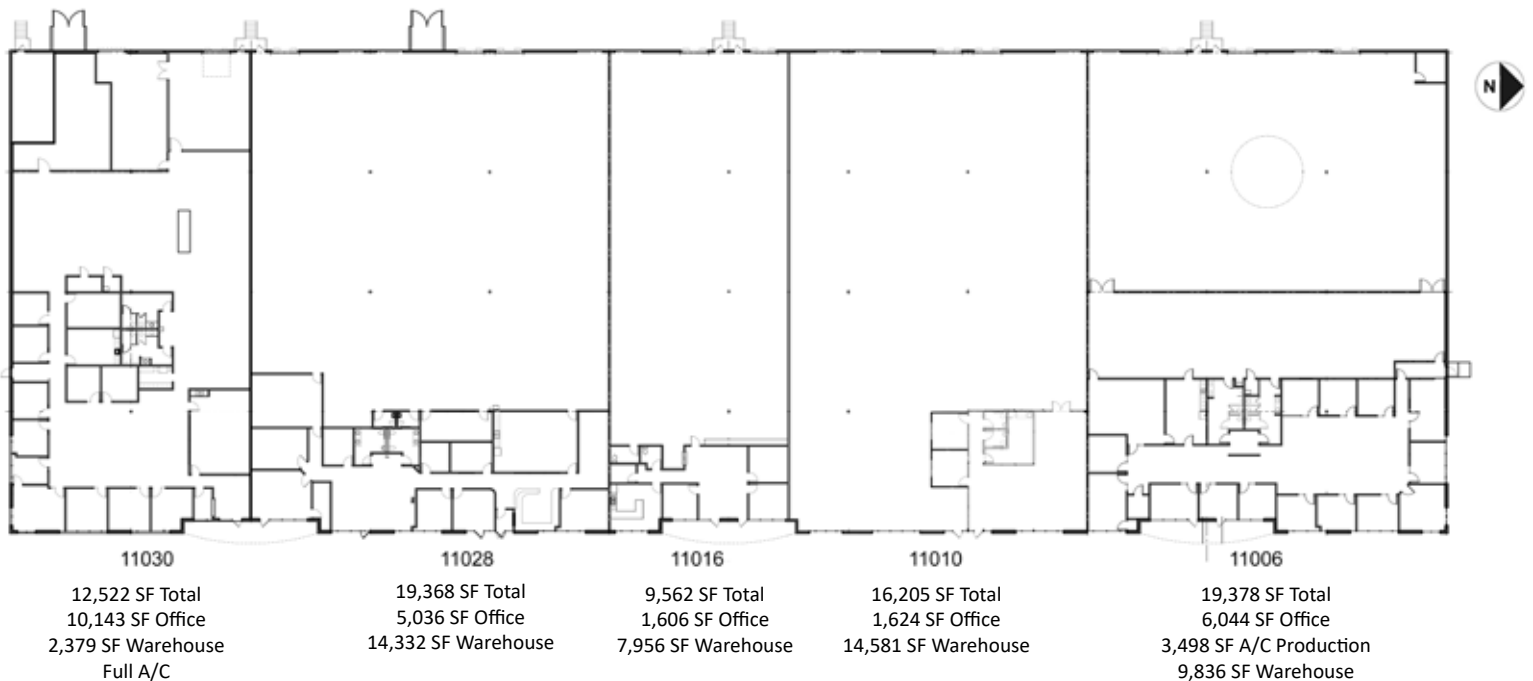 N
11030
12,522 SF Total
10,143 SF Office
2,379 SF Warehouse
Full A/C
11028
19,368 SF Total
5,036 SF Office
14,332 SF Warehouse
11016
9,562 SF Total
1,606 SF Office
7,956 SF Warehouse
11010
16,205 SF Total
1,624 SF Office
14,581 SF Warehouse
11006
19,378 SF Total
6,044 SF Office
3,498 SF A/C Production
9,836 SF Warehouse